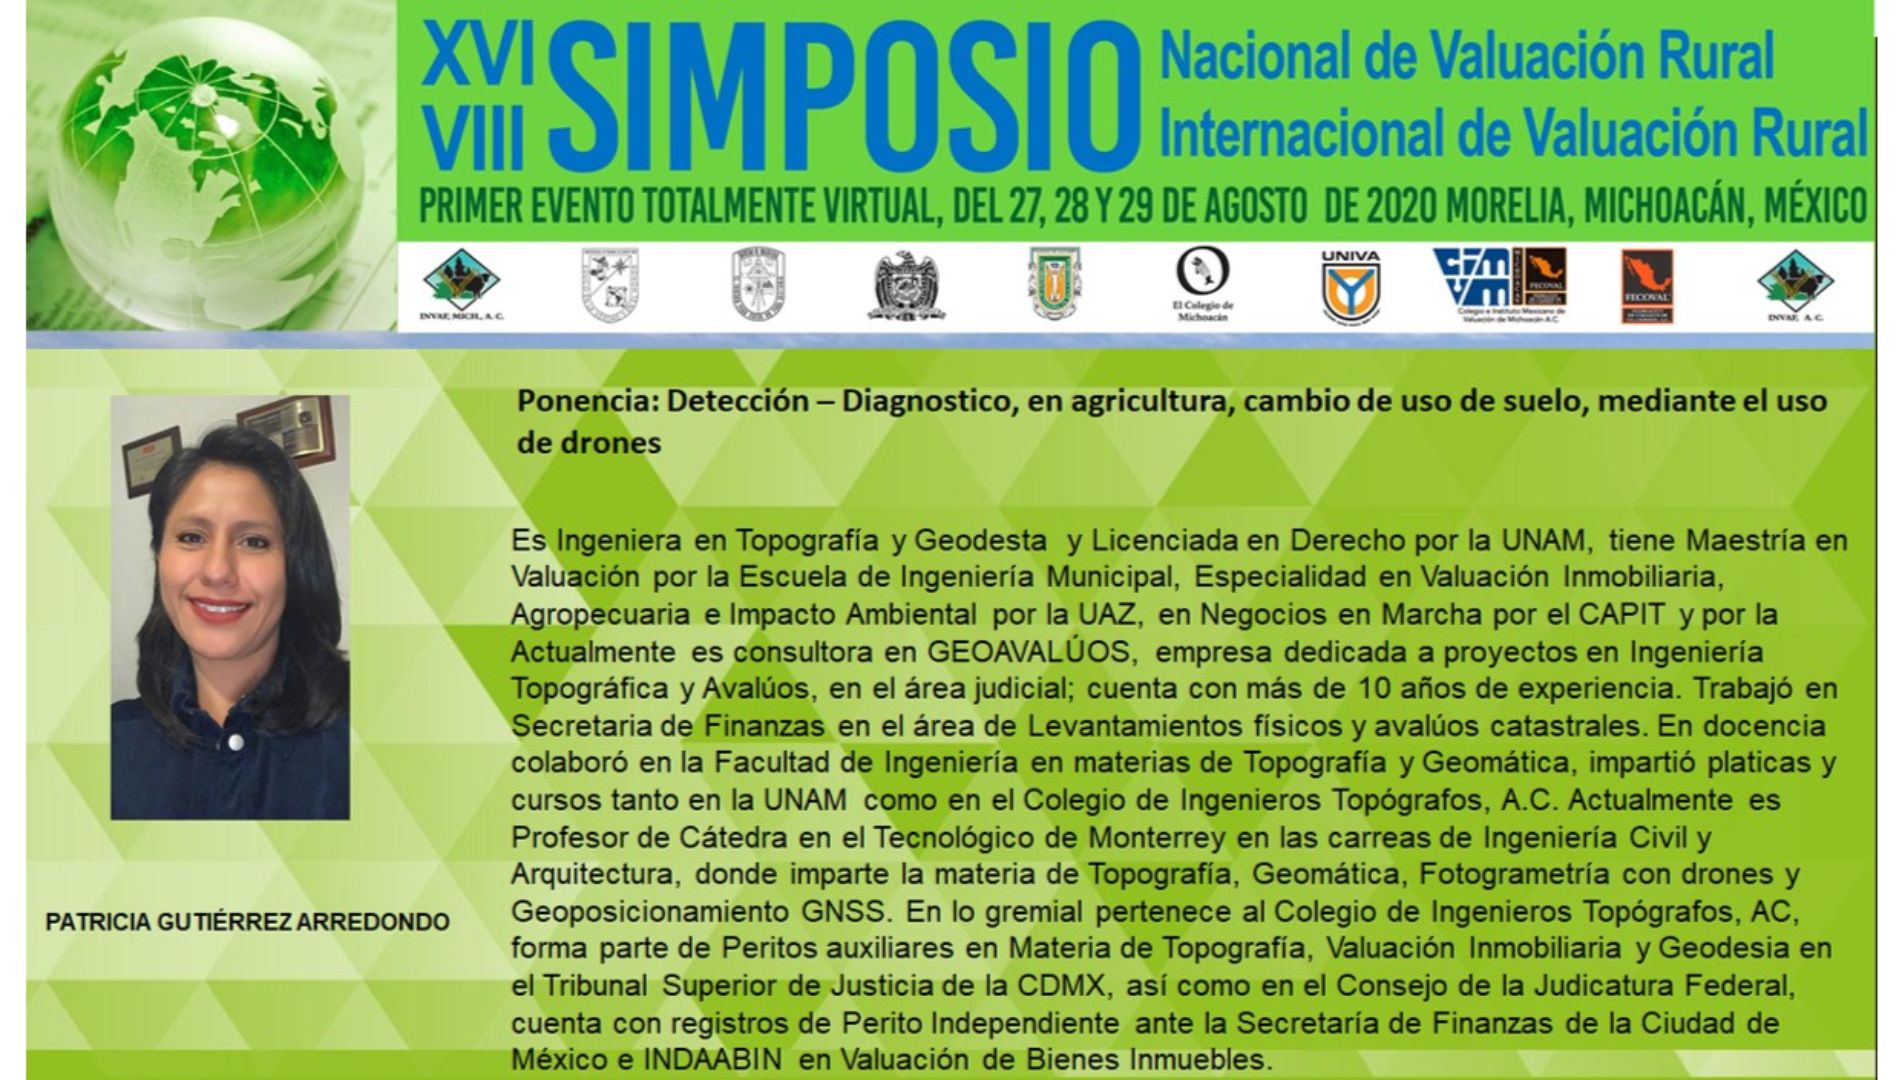 XVI SIMPOSIO Nacional de Valuación Rural
VIII Internacional de Valuación Rural
PRIMER EVENTO TOTALMENTE VIRTUAL, DEL 27, 28 Y 29 DE AGOSTO DE 2020 MORELIA, MICHOACÁN, MÉXICO
INVAF, MICH., A. C.
El Colegio de
Michoacán
UNIVA
CIMVM
MICHOACÁN
FECOVAL
Colegio e Instituto Mexicano de
Valuación de Michoacán A.C.
FECOVAL
INVAF, A. C.
Ponencia: Detección – Diagnostico, en agricultura, cambio de uso de suelo, mediante el uso
de drones
Es Ingeniera en Topografía y Geodesta y Licenciada en Derecho por la UNAM, tiene Maestría en
Valuación por la Escuela de Ingeniería Municipal, Especialidad en Valuación Inmobiliaria,
Agropecuaria e Impacto Ambiental por la UAZ, en Negocios en Marcha por el CAPIT y por la
Actualmente es consultora en GEOAVALÚOS, empresa dedicada a proyectos en Ingeniería
Topográfica y Avalúos, en el área judicial; cuenta con más de 10 años de experiencia. Trabajó en
Secretaria de Finanzas en el área de Levantamientos físicos y avalúos catastrales. En docencia
colaboró en la Facultad de Ingeniería en materias de Topografía y Geomática, impartió platicas y
cursos tanto en la UNAM como en el Colegio de Ingenieros Topógrafos, A.C. Actualmente es
Profesor de Cátedra en el Tecnológico de Monterrey en las carreas de Ingeniería Civil y
Arquitectura, donde imparte la materia de Topografía, Geomática, Fotogrametría con drones y
Geoposicionamiento GNSS. En lo gremial pertenece al Colegio de Ingenieros Topógrafos, AC,
forma parte de Peritos auxiliares en Materia de Topografía, Valuación Inmobiliaria y Geodesia en
el Tribunal Superior de Justicia de la CDMX, así como en el Consejo de la Judicatura Federal,
cuenta con registros de Perito Independiente ante la Secretaría de Finanzas de la Ciudad de
México e INDAABIN en Valuación de Bienes Inmuebles.
PATRICIA GUTIÉRREZ ARREDONDO